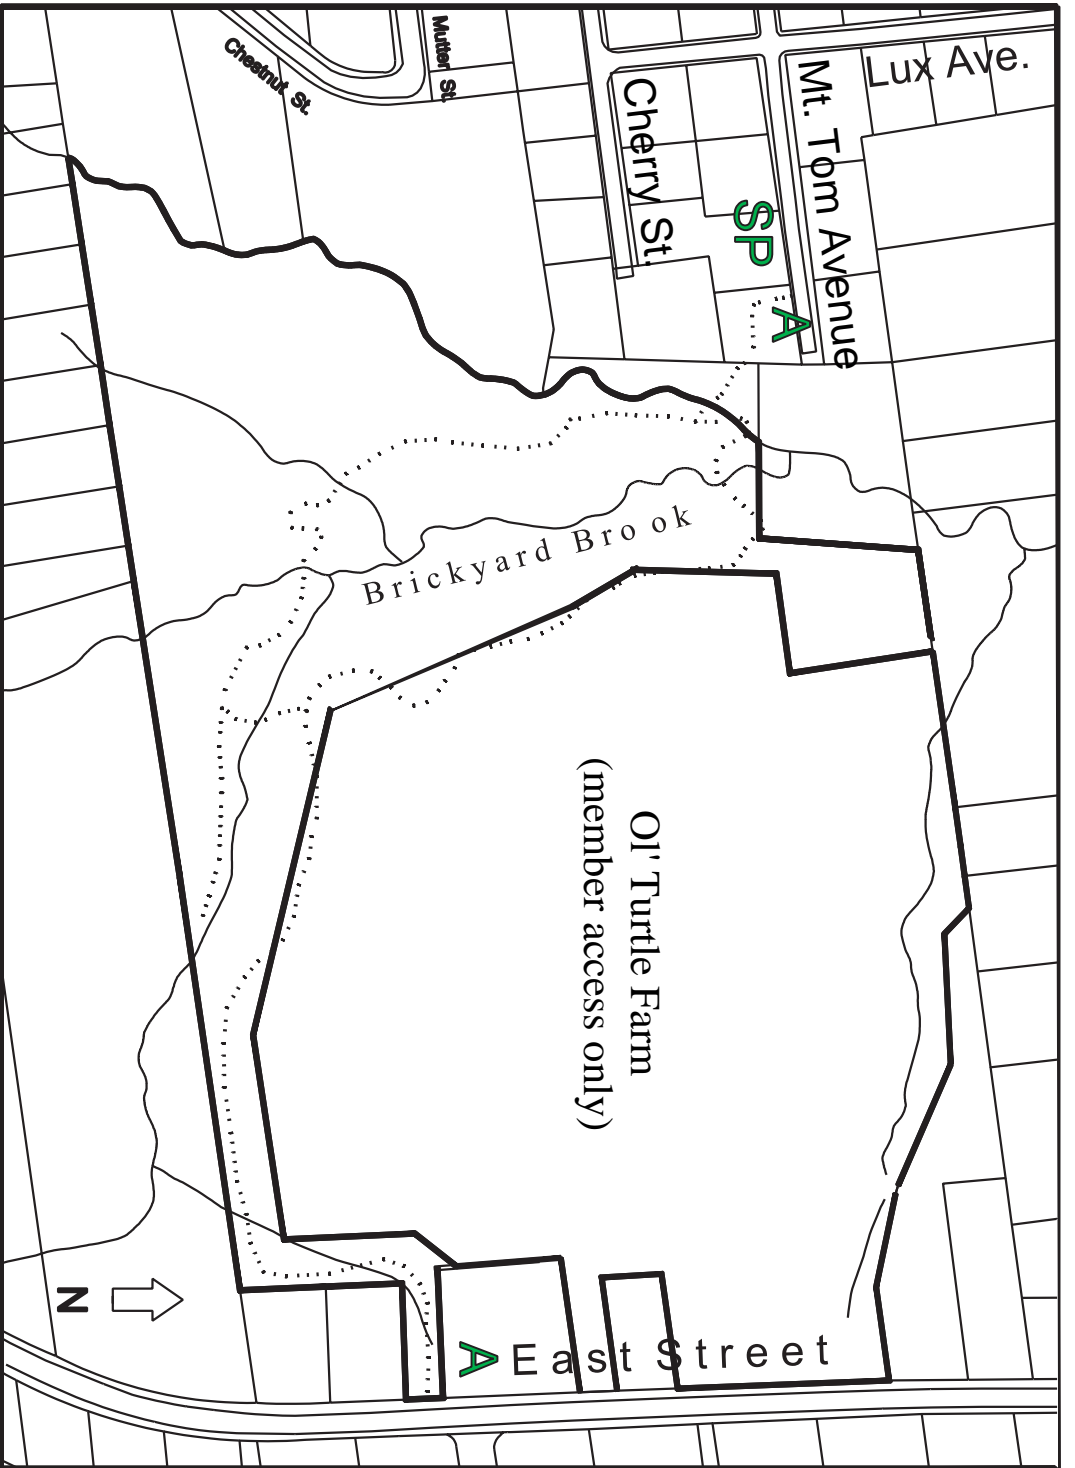 Lux Ave.
Mt. Tom Avenue
Cherry St.
Mutter St.
Chestnut St.
SP
A
Brickyard Brook
Ol' Turtle Farm
(member access only)
A
East Street
N